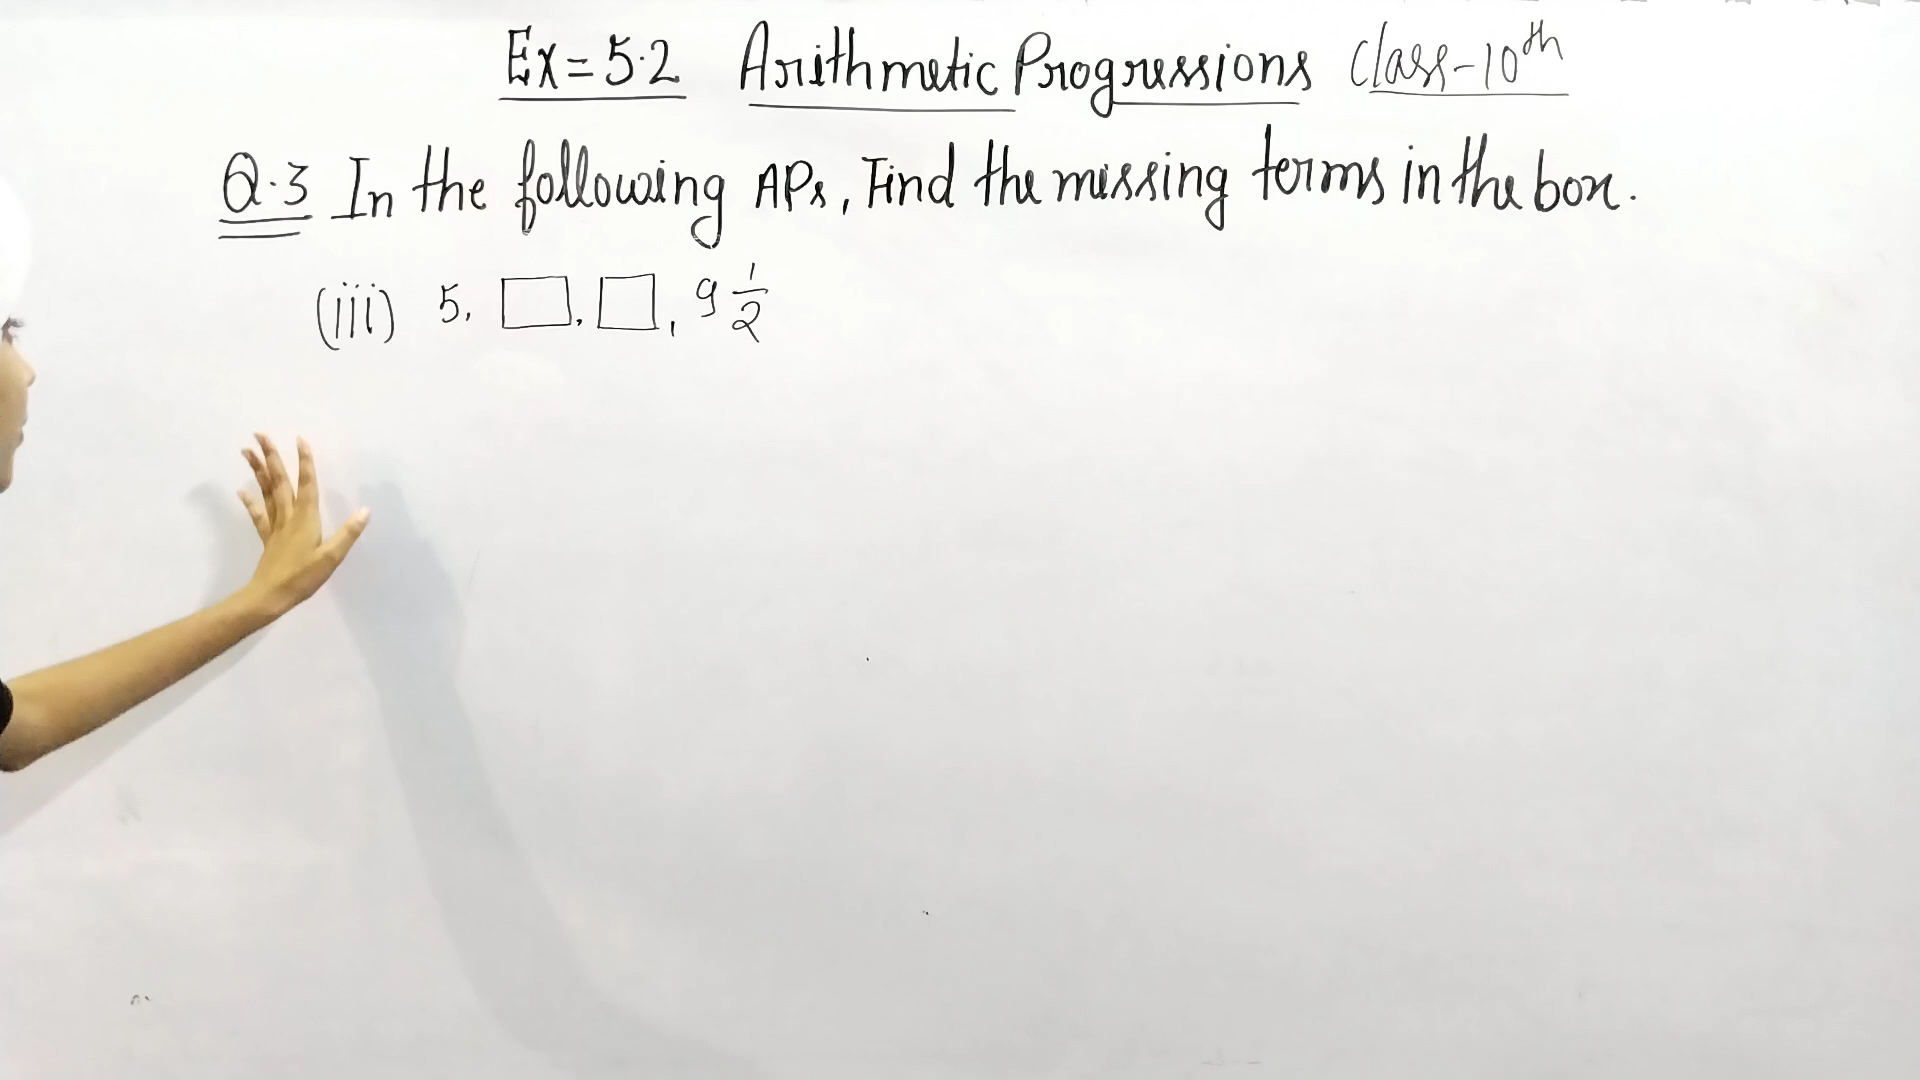 Ex=5.2 Arithmetic Progressions Class-10th
Q.3 In the following APs, Find the missing terms in the box.
(iii) 5, □, □, 9 1/2